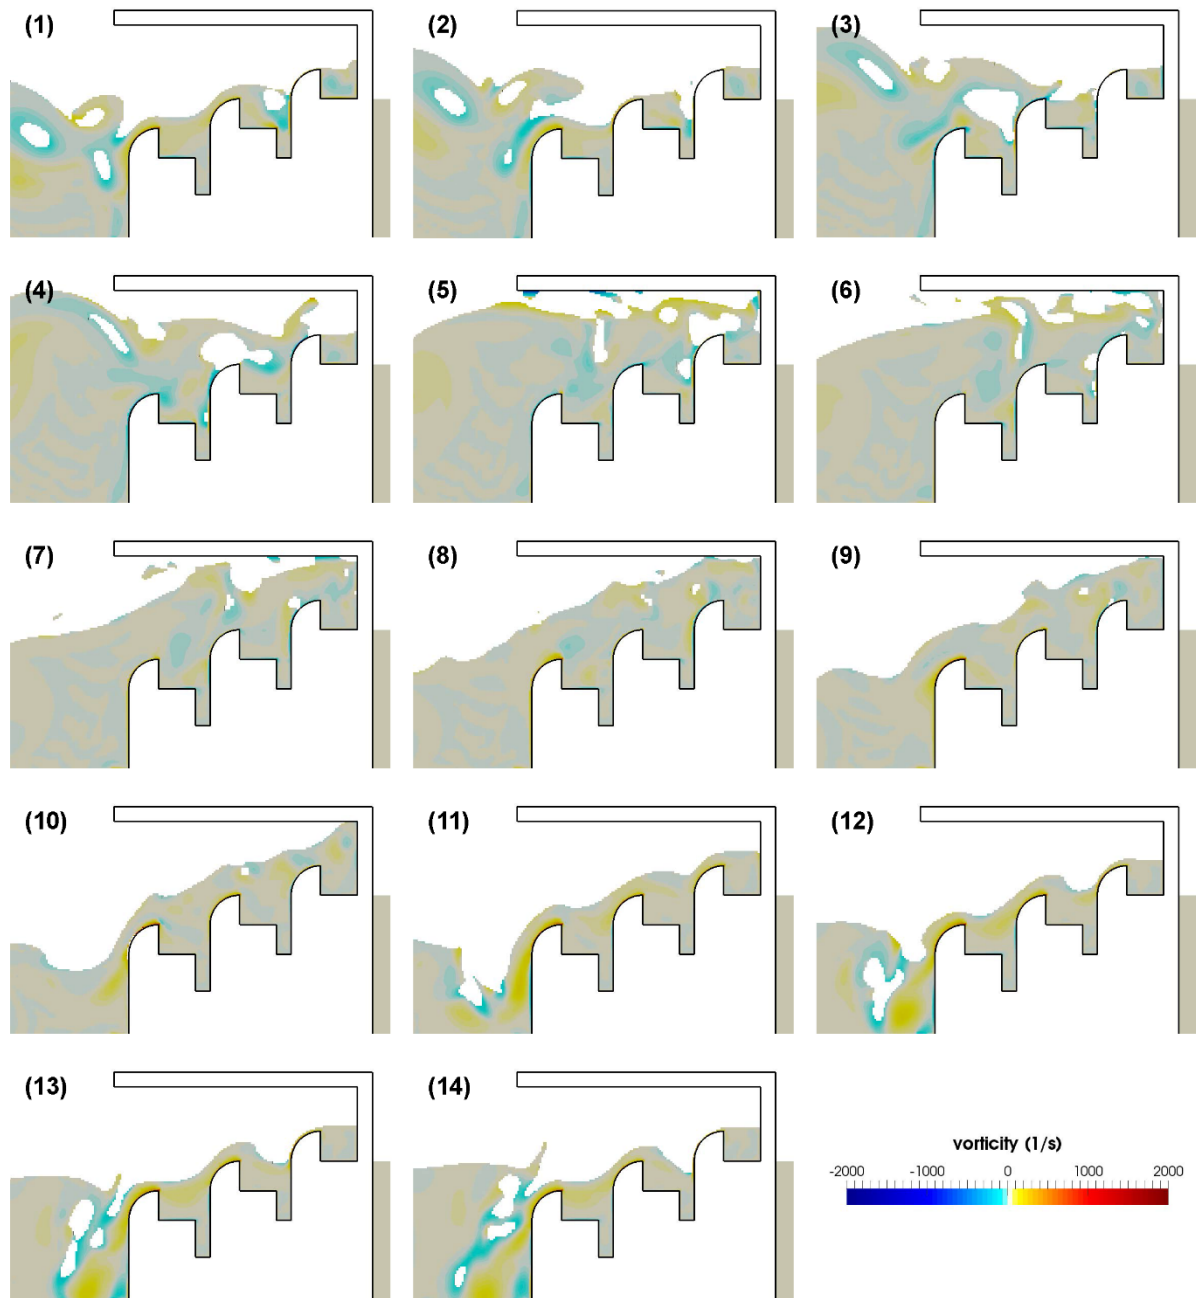 (1) (2) (3)
(4) (5) (6)
(7) (8) (9)
(10) (11) (12)
(13) (14)
vorticity (1/s)
-2000 -1000 0 1000 2000